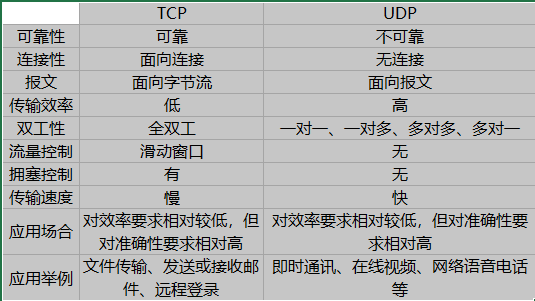 TCP UDP
可靠性 可靠 不可靠
连接性 面向连接 无连接
报文 面向字节流 面向报文
传输效率 低 高
双工性 全双工 一对一、一对多、多对多、多对一
流量控制 滑动窗口 无
拥塞控制 有 无
传输速度 慢 快
应用场合
对效率要求相对较低，但
对准确性要求相对高
对效率要求相对较低，但对准确性要
求相对高
应用举例
文件传输、发送或接收邮
件、远程登录
即时通讯、在线视频、网络语音电话
等